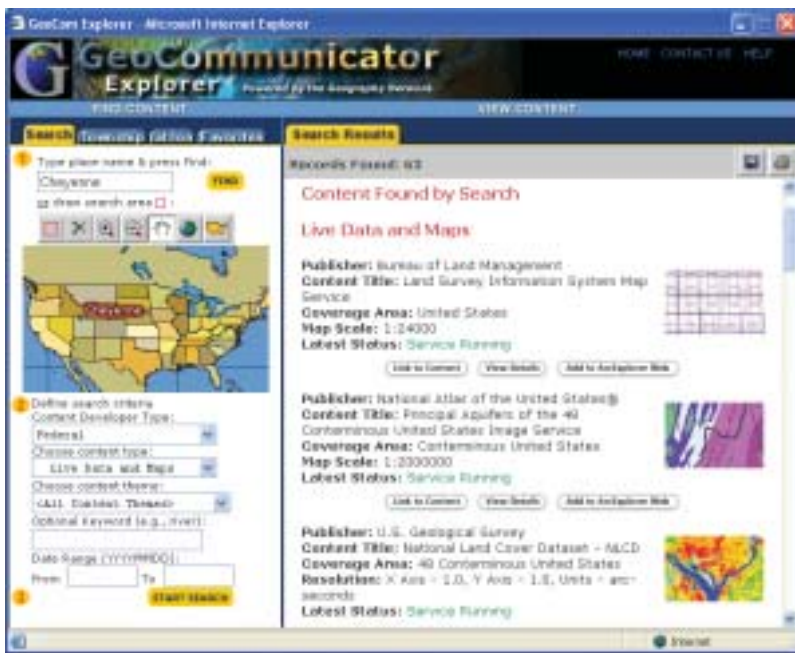 GeoCom Explorer - Microsoft Internet Explorer
GeoCommunicator
Explorer
Powered by the Geography Network
HOME CONTACT US HELP
FIND CONTENT
VIEW CONTENT
Search Township Option Favorites
Search Results
1 Type place name & press Find:
Cheyenne
FIND
or draw search area:
Records Found: 63
Content Found by Search
Live Data and Maps
Publisher: Bureau of Land Management
Content Title: Land Survey Information System Map
Service
Coverage Area: United States
Map Scale: 1:24000
Latest Status: Service Running
Link to Content View Details Add to ArcExplorer Web
Publisher: National Atlas of the United States®
Content Title: Principal Aquifers of the 48
Conterminous United States Image Service
Coverage Area: Conterminous United States
Map Scale: 1:2000000
Latest Status: Service Running
Link to Content View Details Add to ArcExplorer Web
Publisher: U.S. Geological Survey
Content Title: National Land Cover Dataset - NLCD
Coverage Area: 48 Conterminous United States
Resolution: X Axis - 1.0, Y Axis - 1.0, Units - arc-
seconds
Latest Status: Service Running
2 Define search criteria
Content Developer Type:
Federal
Choose content type:
Live Data and Maps
Choose content theme:
<All Content Themes>
Optional Keyword (e.g., river):
Date Range (YYYYMMDD):
From To
3 START SEARCH
Internet